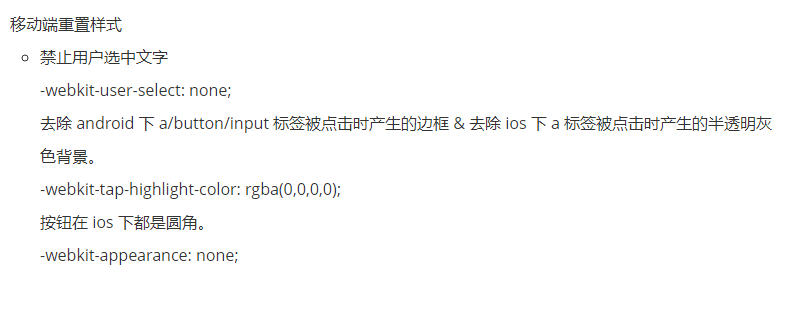 移动端重置样式
禁止用户选中文字
-webkit-user-select: none;
去除 android 下 a/button/input 标签被点击时产生的边框 & 去除 ios 下 a 标签被点击时产生的半透明灰
色背景。
-webkit-tap-highlight-color: rgba(0,0,0,0);
按钮在 ios 下都是圆角。
-webkit-appearance: none;